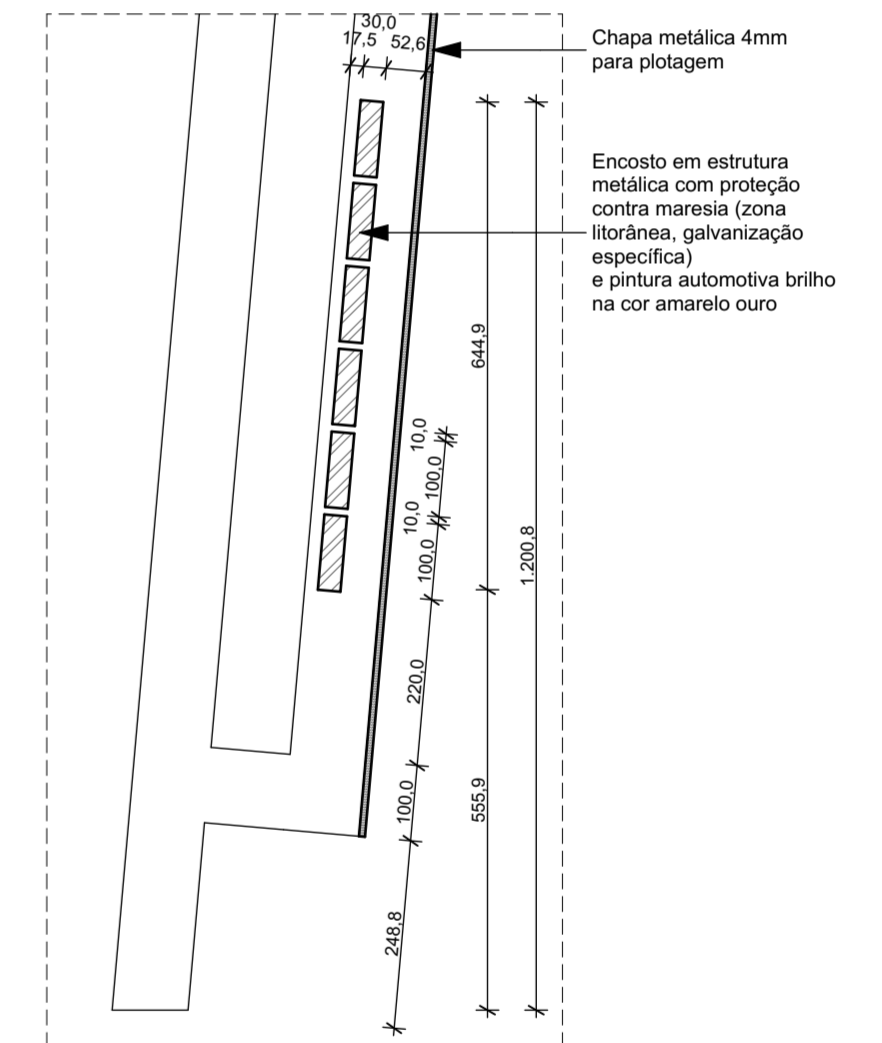 30,0
17,5 52,6
Chapa metálica 4mm
para plotagem
Encosto em estrutura
metálica com proteção
contra maresia (zona
litorânea, galvanização
específica)
e pintura automotiva brilho
na cor amarelo ouro
644,9
10,0
100,0
10,0
100,0
1.200,8
220,0
100,0
555,9
248,8